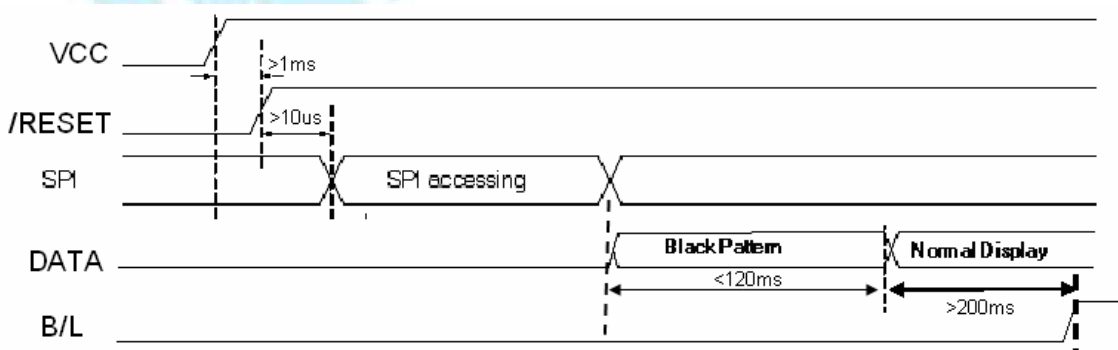 VCC
>1ms
/RESET
>10us
SPI
SPI accessing
DATA
Black Pattern
Normal Display
<120ms
>200ms
B/L